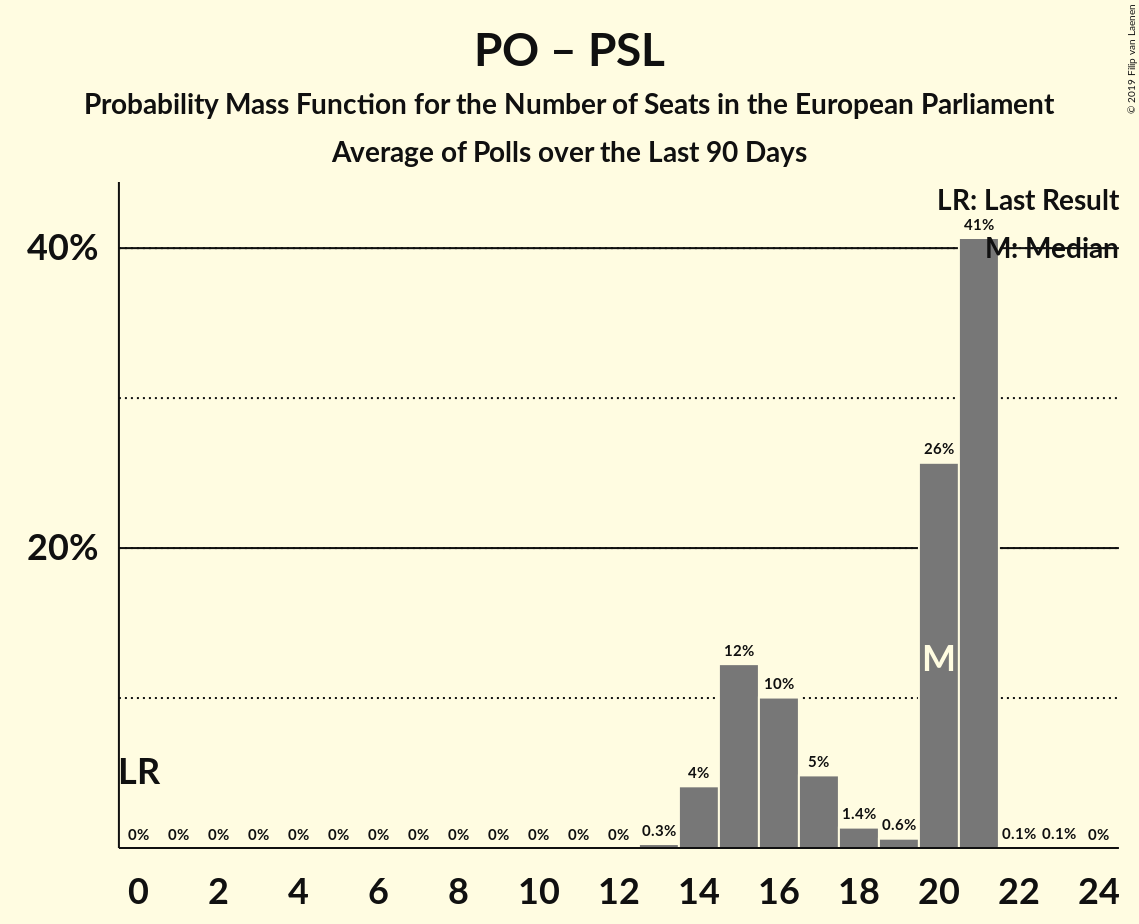 PO – PSL
Probability Mass Function for the Number of Seats in the European Parliament
Average of Polls over the Last 90 Days
© 2019 Filip van Laenen
LR: Last Result
M: Median
40%
20%
41%
26%
12%
10%
5%
4%
1.4%
0.6%
0.3%
M
LR
0% 0% 0% 0% 0% 0% 0% 0% 0% 0% 0% 0% 0% 0.1% 0.1% 0%
0 2 4 6 8 10 12 14 16 18 20 22 24